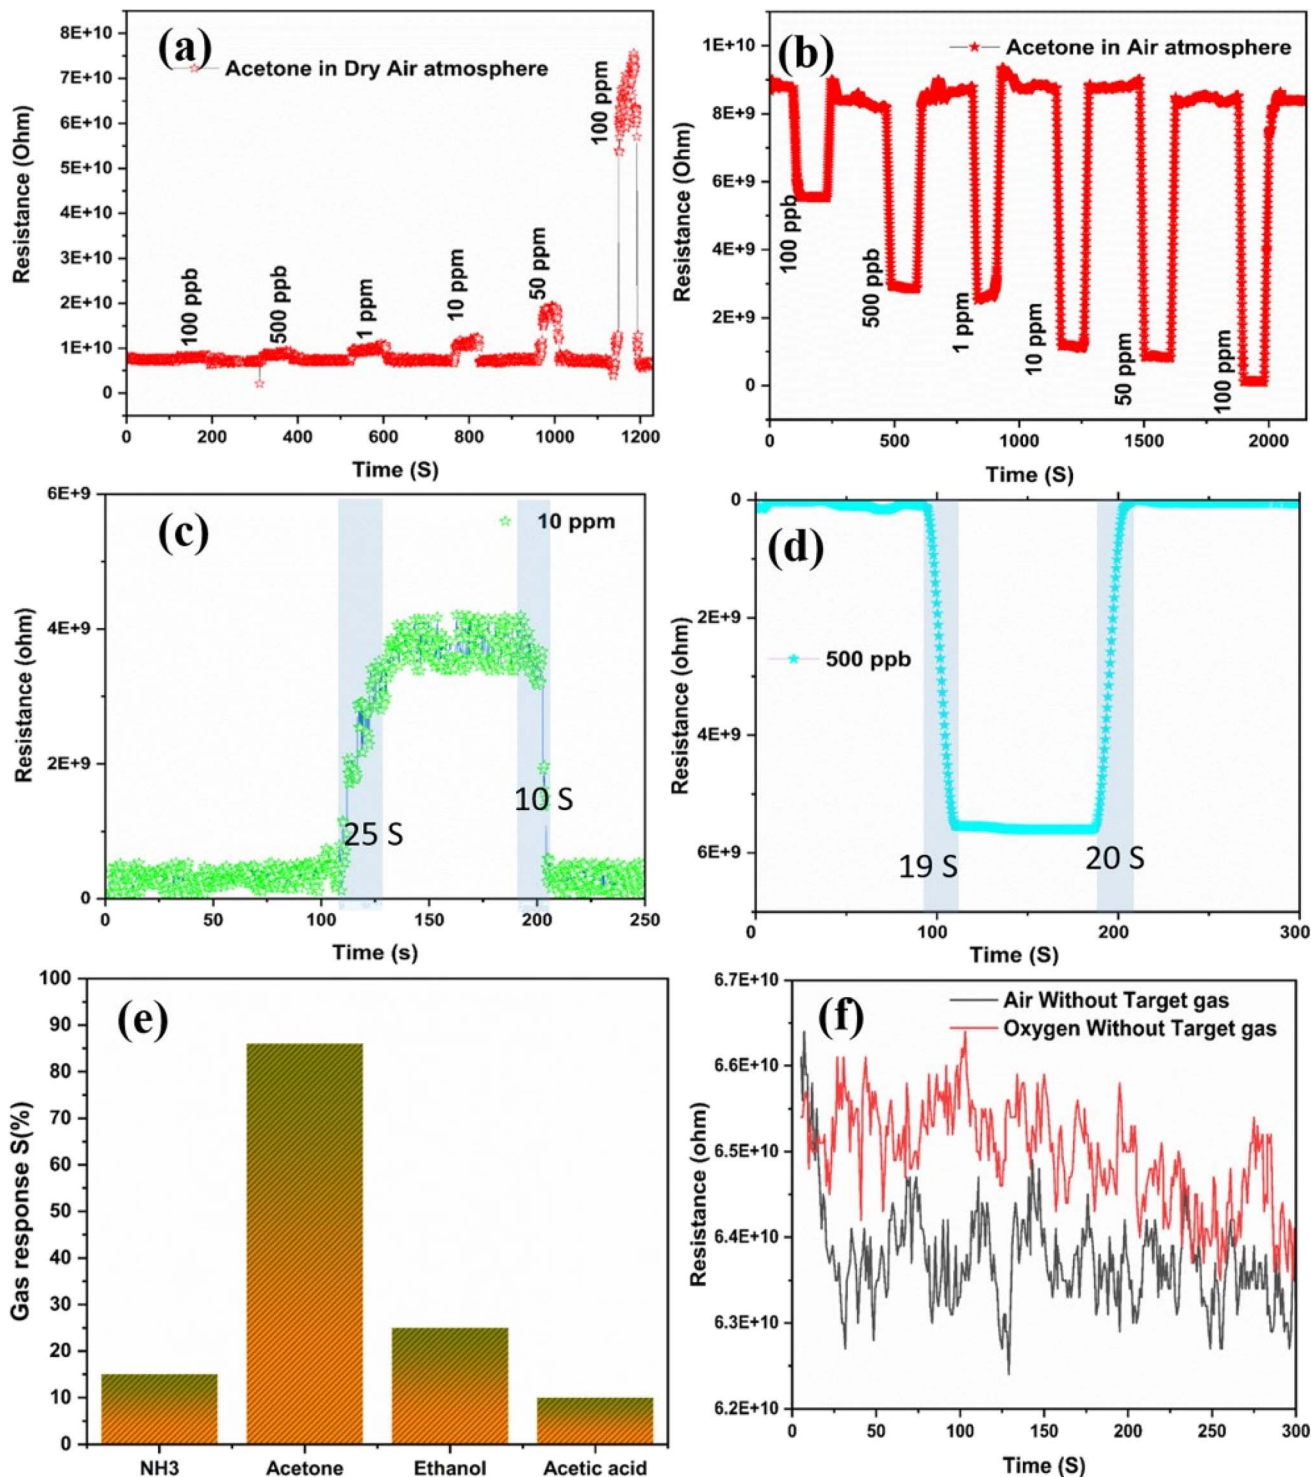 (a)
Acetone in Dry Air atmosphere
8E+10
7E+10
6E+10
5E+10
4E+10
3E+10
2E+10
1E+10
0
Resistance (Ohm)
100 ppb
500 ppb
1 ppm
10 ppm
50 ppm
100 ppm
0 200 400 600 800 1000 1200
Time (S)
(b)
Acetone in Air atmosphere
1E+10
8E+9
6E+9
4E+9
2E+9
0
Resistance (Ohm)
100 ppb
500 ppb
1 ppm
10 ppm
50 ppm
100 ppm
0 500 1000 1500 2000
Time (S)
(c)
10 ppm
6E+9
4E+9
2E+9
0
Resistance (ohm)
25 S
10 S
0 50 100 150 200 250
Time (s)
(d)
500 ppb
0
2E+9
4E+9
6E+9
Resistance (ohm)
19 S
20 S
0 100 200 300
Time (S)
(e)
100
90
80
70
60
50
40
30
20
10
0
Gas response S(%)
NH3 Acetone Ethanol Acetic acid
(f)
Air Without Target gas
Oxygen Without Target gas
6.7E+10
6.6E+10
6.5E+10
6.4E+10
6.3E+10
6.2E+10
Resistance (ohm)
0 50 100 150 200 250 300
Time (S)